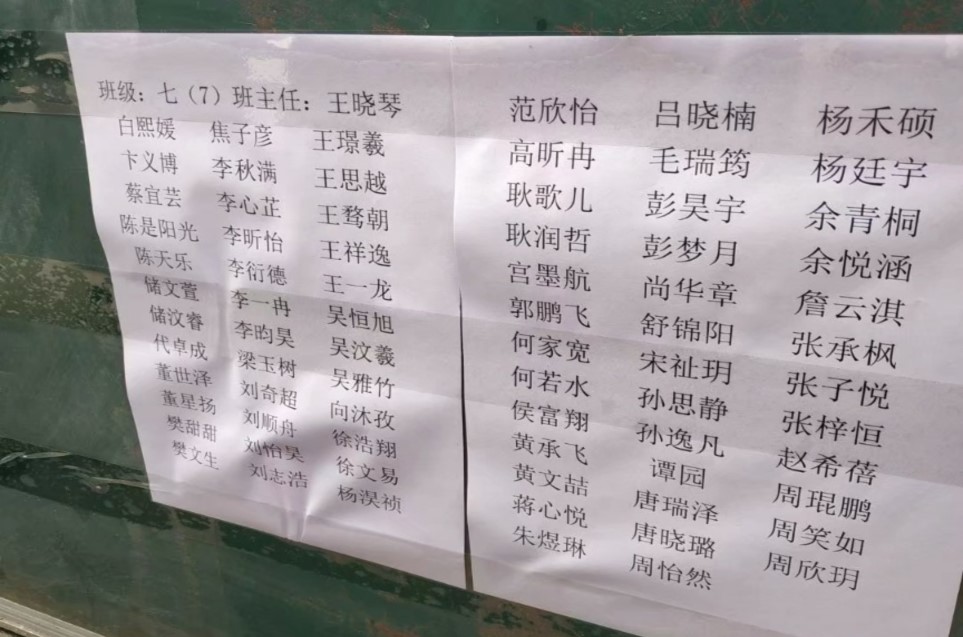 班级：七（7）班主任：王晓琴
白熙媛 焦子彦 王璟羲
卞义博 李秋满 王思越
蔡宜芸 李心芷 王骛朝
陈是阳光 李昕怡 王祥逸
陈天乐 李衍德 王一龙
储文萱 李一冉 吴恒旭
储汶睿 李昀昊 吴汶羲
代卓成 梁玉树 吴雅竹
董世泽 刘奇超 向沐孜
董星扬 刘顺舟 徐浩翔
樊甜甜 刘怡昊 徐文易
樊文生 刘志浩 杨淏祯
范欣怡 吕晓楠 杨禾硕
高昕冉 毛瑞筠 杨廷宇
耿歌儿 彭昊宇 余青桐
耿润哲 彭梦月 余悦涵
宫墨航 尚华章 詹云淇
郭鹏飞 舒锦阳 张承枫
何家宽 宋祉玥 张子悦
何若水 孙思静 张梓恒
侯富翔 孙逸凡 赵希蓓
黄承飞 谭园 周琨鹏
黄文喆 唐瑞泽 周笑如
蒋心悦 唐晓璐 周欣玥
朱煜琳 周怡然